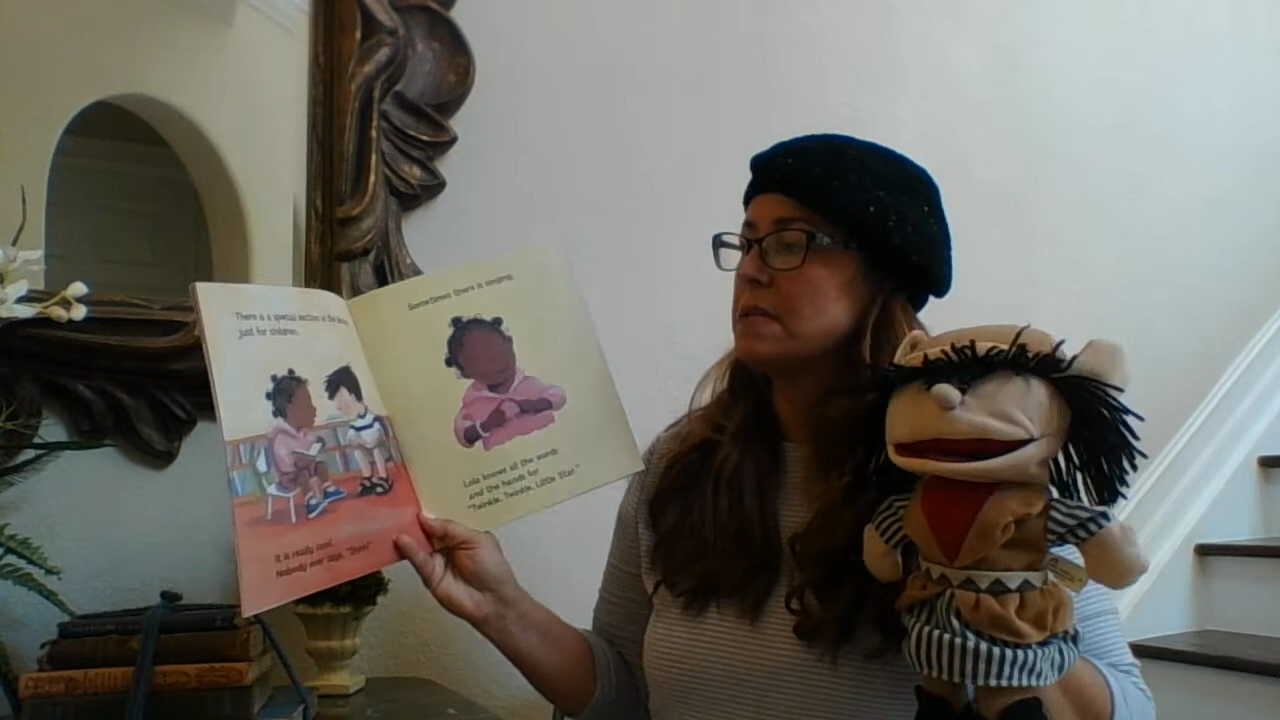 There is a special section in the library
just for children.
It is really cool.
Nobody ever says, "Shhh!"
Sometimes there is singing.
Lola knows all the words
and the hands for
"Twinkle, Twinkle, Little Star."